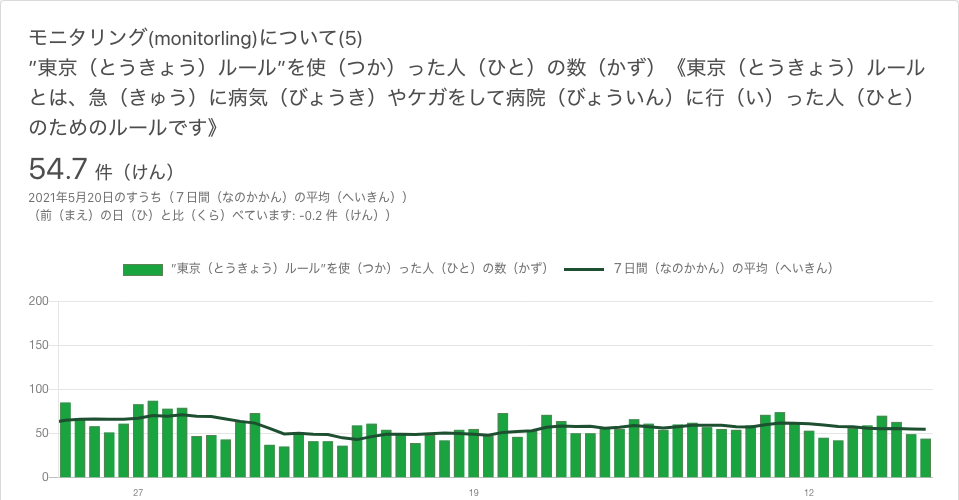 モニタリング(monitorling)について(5)
”東京（とうきょう）ルール”を使（つか）った人（ひと）の数（かず）《東京（とうきょう）ルール
とは、急（きゅう）に病気（びょうき）やケガをして病院（びょういん）に行（い）った人（ひと）
のためのルールです》
54.7 件（けん）
2021年5月20日のすうち（７日間（なのかかん）の平均（へいきん））
（前（まえ）の日（ひ）と比（くら）べています: -0.2 件（けん））
”東京（とうきょう）ルール”を使（つか）った人（ひと）の数（かず） ７日間（なのかかん）の平均（へいきん）
200
150
100
50
0
27 19 12